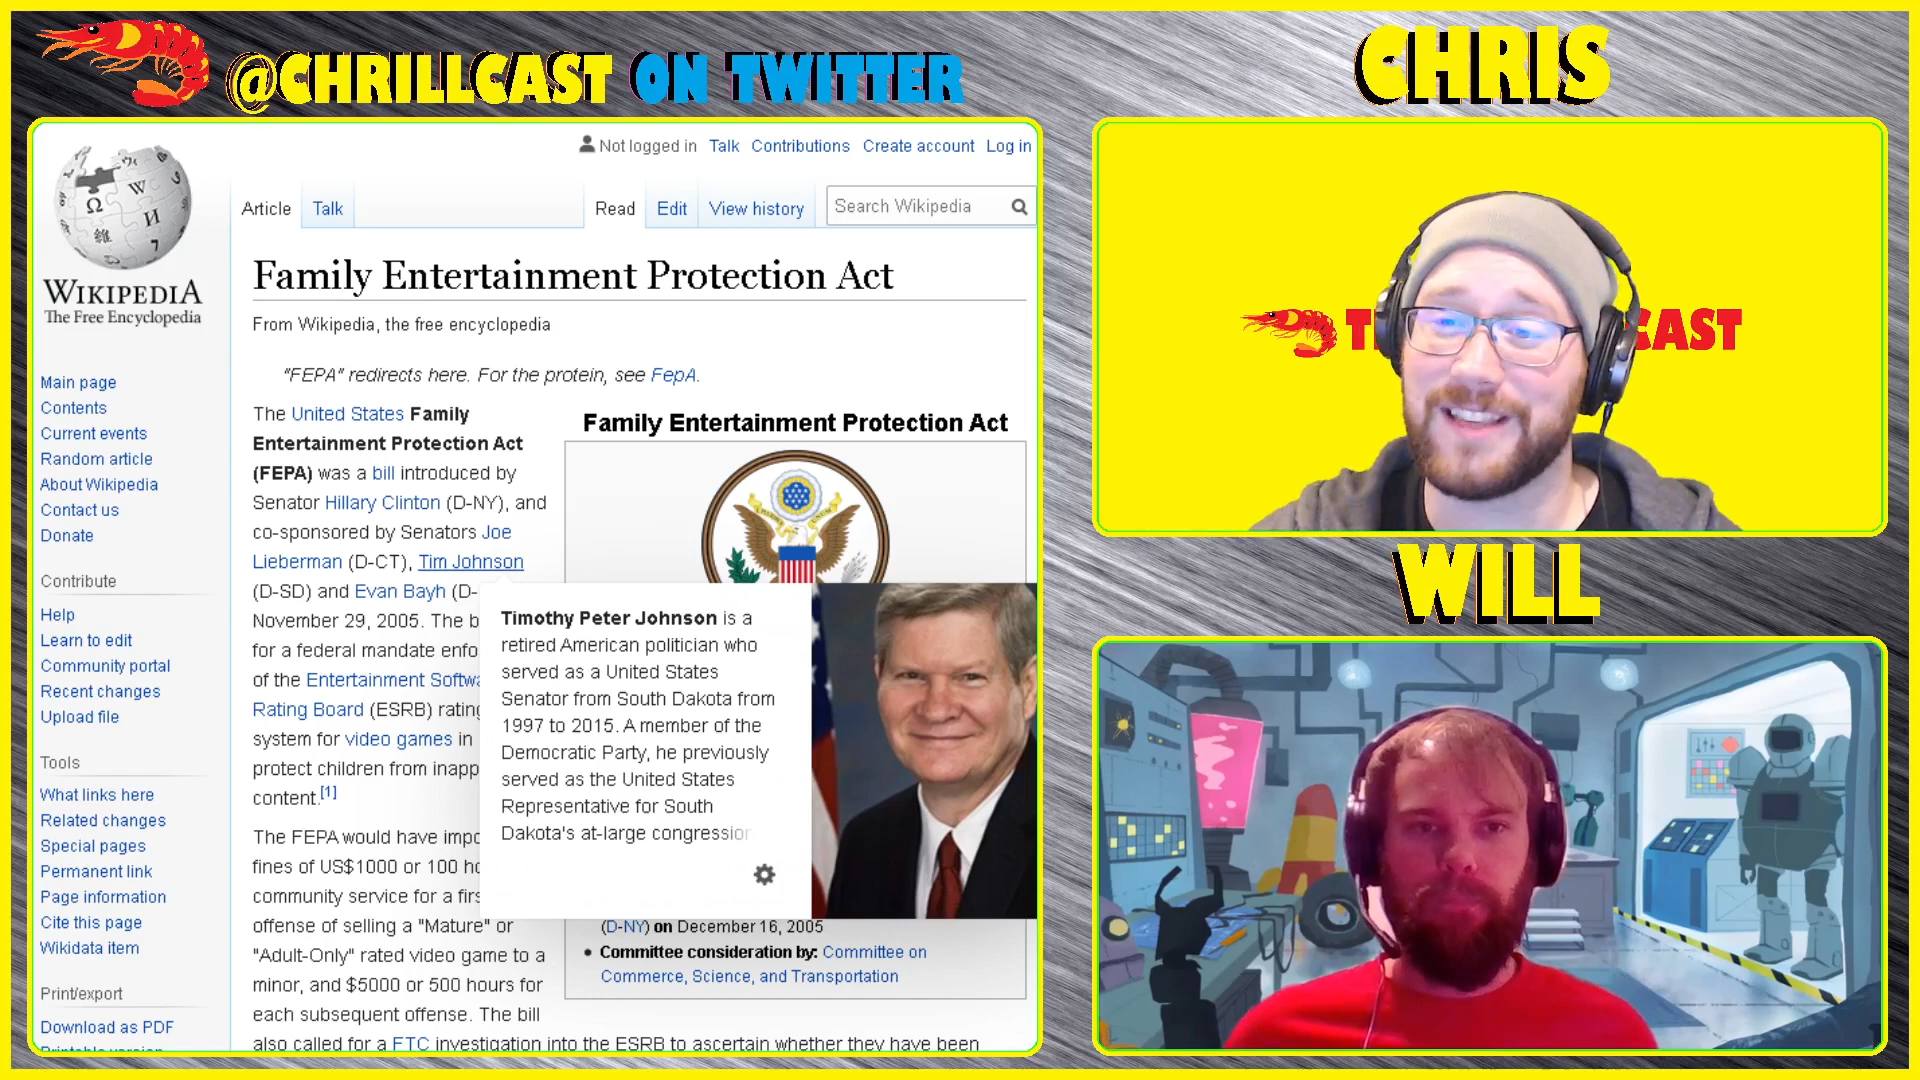 @CHRILLCAST ON TWITTER
CHRIS
WILL
CAST
Not logged in Talk Contributions Create account Log in
Article Talk Read Edit View history Search Wikipedia
WIKIPEDIA
The Free Encyclopedia
Main page
Contents
Current events
Random article
About Wikipedia
Contact us
Donate
Contribute
Help
Learn to edit
Community portal
Recent changes
Upload file
Tools
What links here
Related changes
Special pages
Permanent link
Page information
Cite this page
Wikidata item
Print/export
Download as PDF
Family Entertainment Protection Act
From Wikipedia, the free encyclopedia
"FEPA" redirects here. For the protein, see FepA.
The United States Family
Entertainment Protection Act
(FEPA) was a bill introduced by
Senator Hillary Clinton (D-NY), and
co-sponsored by Senators Joe
Lieberman (D-CT), Tim Johnson
(D-SD) and Evan Bayh (D-
November 29, 2005. The b
for a federal mandate enfo
of the Entertainment Softw
Rating Board (ESRB) rating
system for video games in
protect children from inapp
content.[1]
The FEPA would have impo
fines of US$1000 or 100 ho
community service for a firs
offense of selling a "Mature" or
"Adult-Only" rated video game to a
minor, and $5000 or 500 hours for
each subsequent offense. The bill
also called for a FTC investigation into the ESRB to ascertain whether they have been
Family Entertainment Protection Act
Timothy Peter Johnson is a
retired American politician who
served as a United States
Senator from South Dakota from
1997 to 2015. A member of the
Democratic Party, he previously
served as the United States
Representative for South
Dakota's at-large congression
(D-NY) on December 16, 2005
• Committee consideration by: Committee on
Commerce, Science, and Transportation